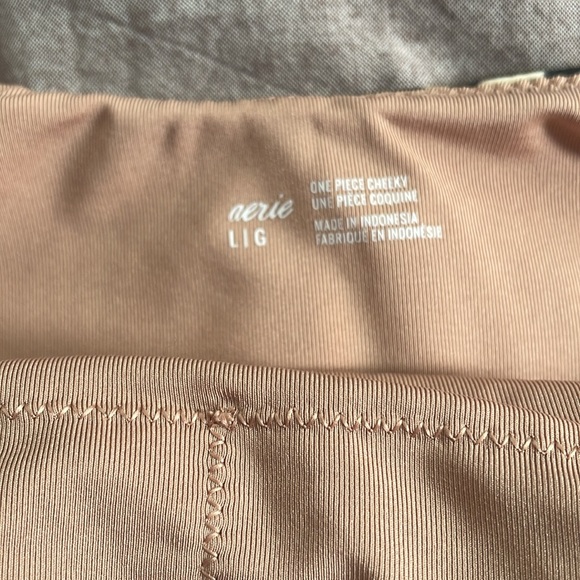 aerie
L | G
ONE PIECE CHEEKY
UNE PIÈCE COQUINE
MADE IN INDONESIA
FABRIQUÉ EN INDONÉSIE